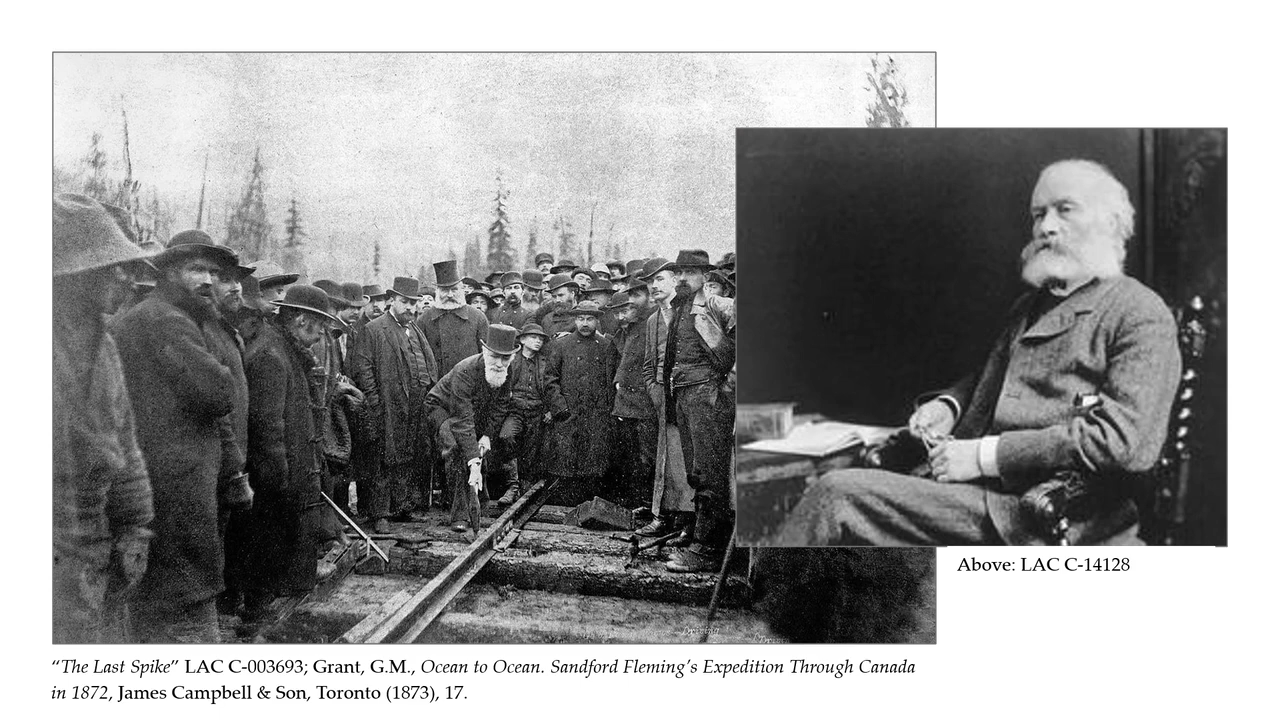 Above: LAC C-14128
Driving
"The Last Spike" LAC C-003693; Grant, G.M., Ocean to Ocean. Sandford Fleming's Expedition Through Canada
in 1872, James Campbell & Son, Toronto (1873), 17.